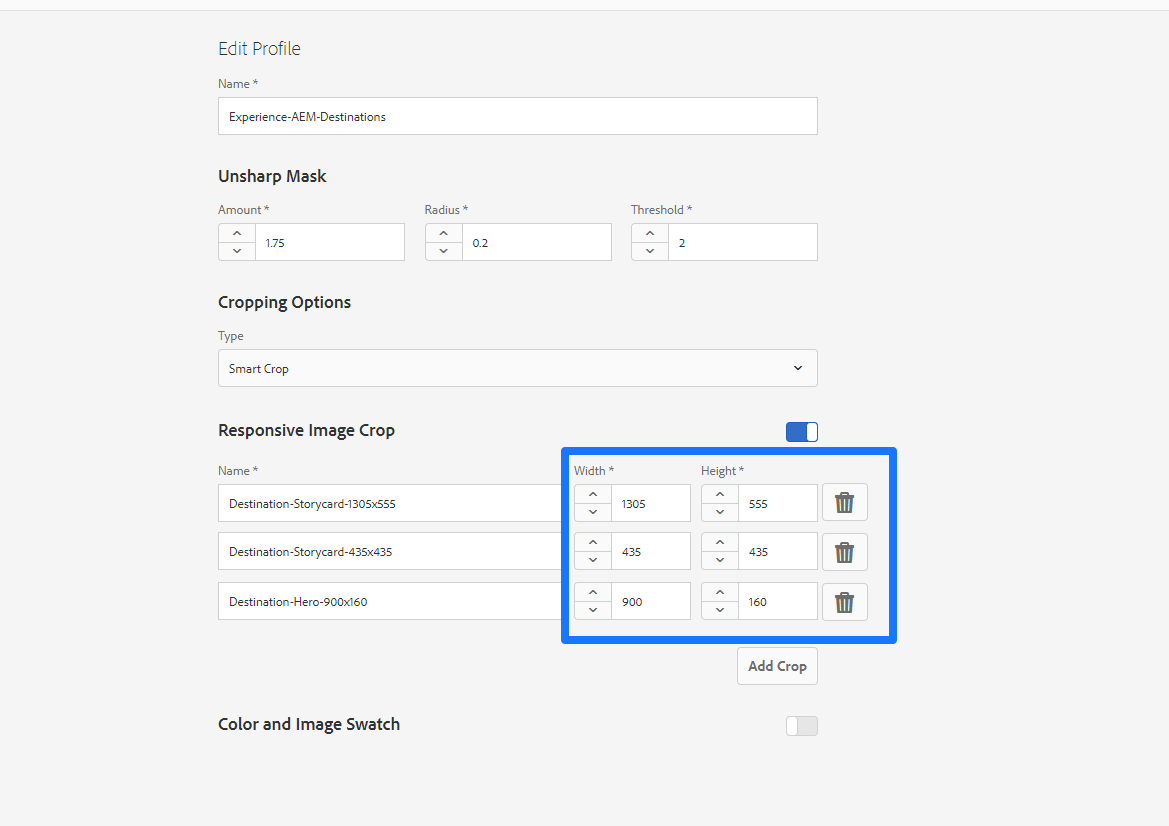 Edit Profile
Name *
Experience-AEM-Destinations
Unsharp Mask
Amount * Radius * Threshold *
1.75 0.2 2
Cropping Options
Type
Smart Crop
Responsive Image Crop
Name * Width * Height *
Destination-Storycard-1305x555 1305 555
Destination-Storycard-435x435 435 435
Destination-Hero-900x160 900 160
Add Crop
Color and Image Swatch